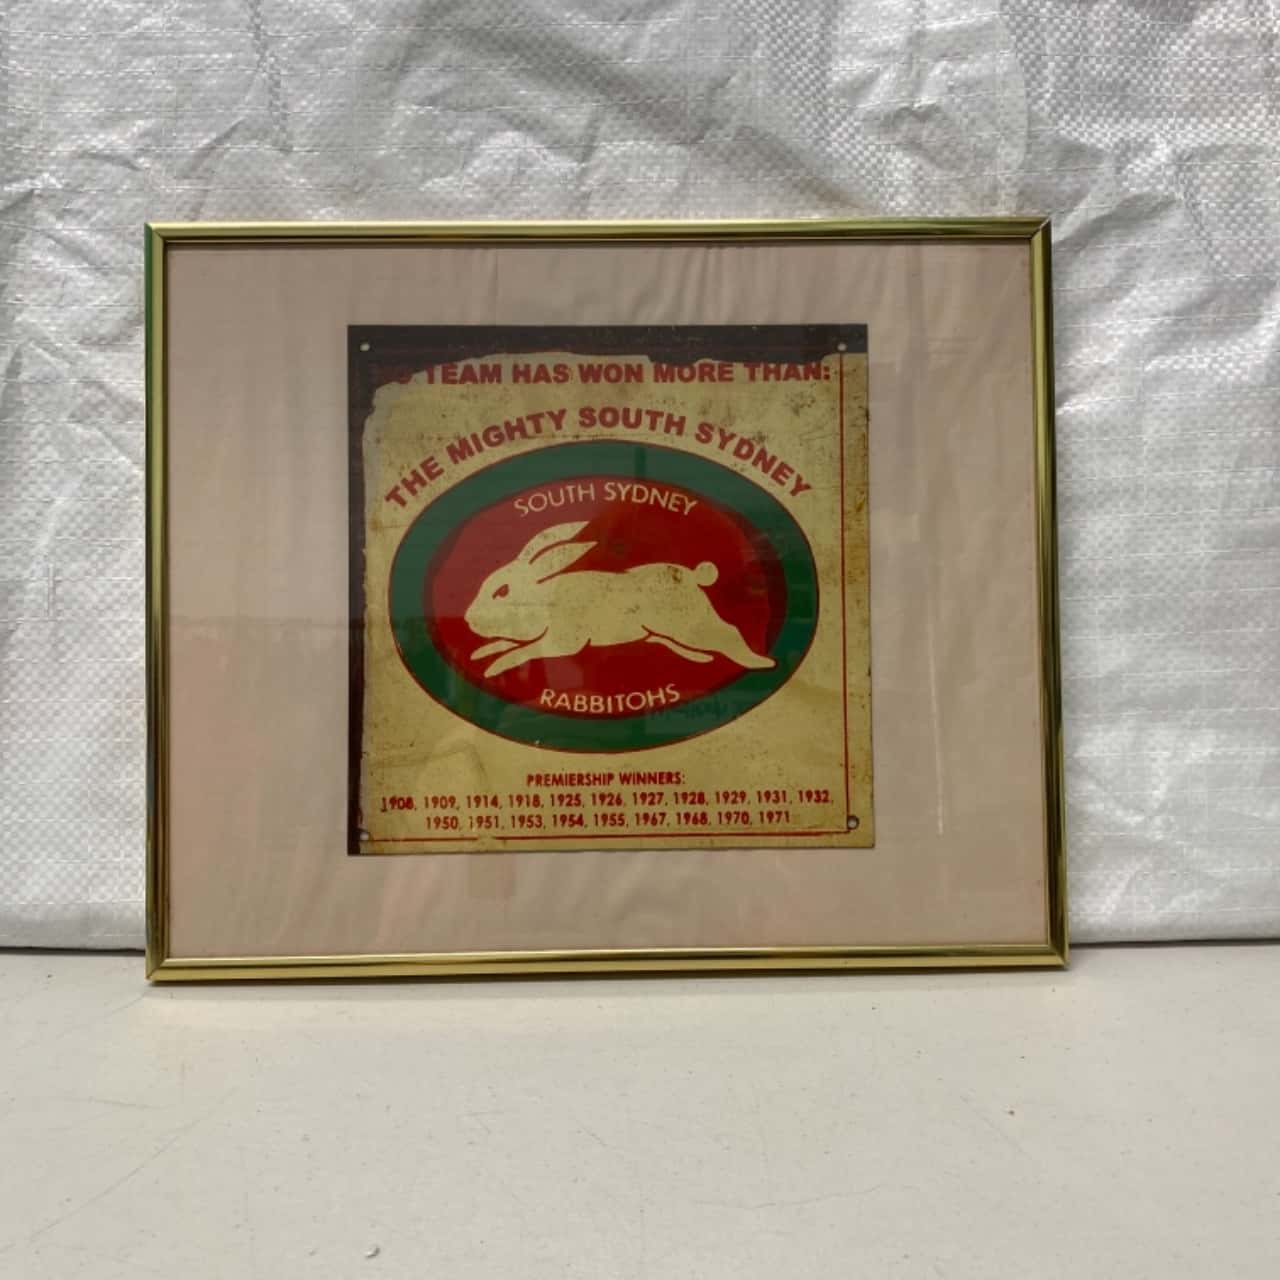 NO TEAM HAS WON MORE THAN:
THE MIGHTY SOUTH SYDNEY
SOUTH SYDNEY
RABBITOHS
PREMIERSHIP WINNERS:
1908, 1909, 1914, 1918, 1925, 1926, 1927, 1928, 1929, 1931, 1932,
1950, 1951, 1953, 1954, 1955, 1967, 1968, 1970, 1971